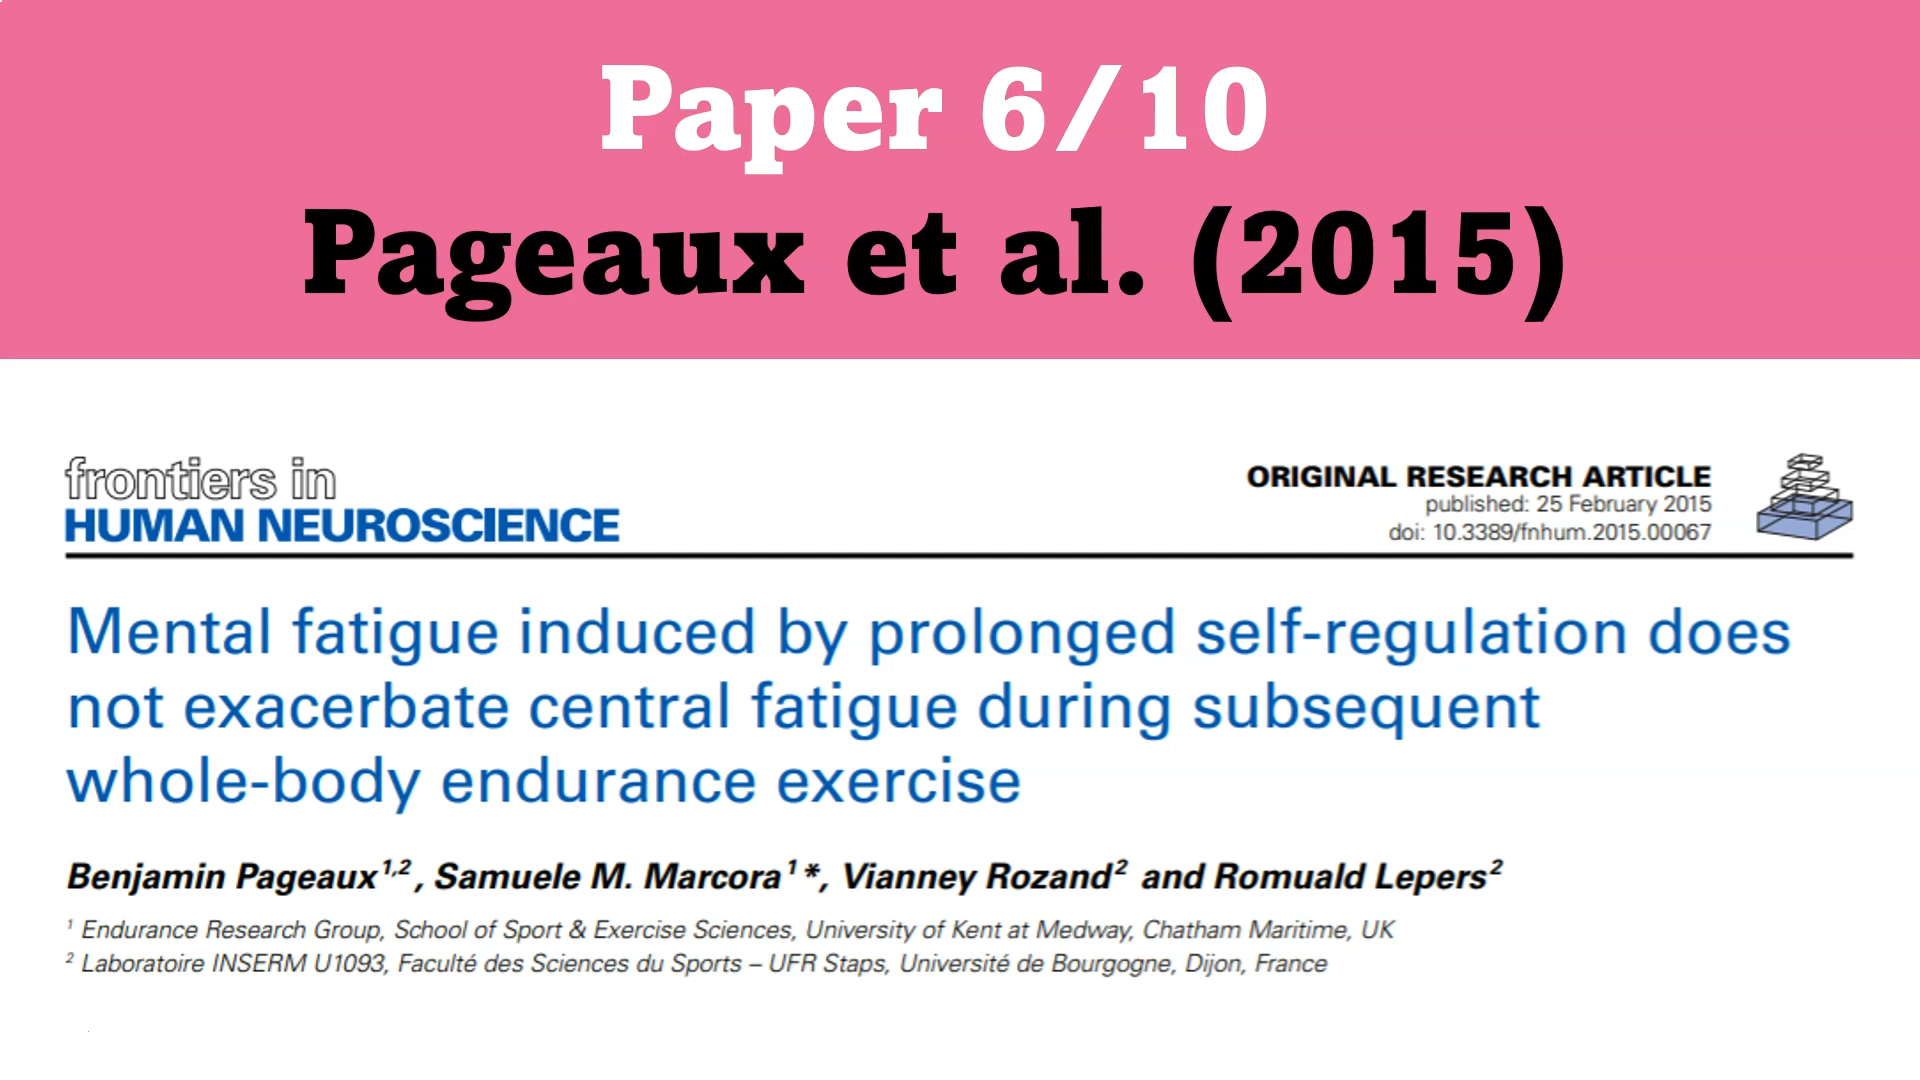 Paper 6/10
Pageaux et al. (2015)
frontiers in
HUMAN NEUROSCIENCE
ORIGINAL RESEARCH ARTICLE
published: 25 February 2015
doi: 10.3389/fnhum.2015.00067
Mental fatigue induced by prolonged self-regulation does
not exacerbate central fatigue during subsequent
whole-body endurance exercise
Benjamin Pageaux1,2, Samuele M. Marcora1*, Vianney Rozand2 and Romuald Lepers2
1 Endurance Research Group, School of Sport & Exercise Sciences, University of Kent at Medway, Chatham Maritime, UK
2 Laboratoire INSERM U1093, Faculté des Sciences du Sports – UFR Staps, Université de Bourgogne, Dijon, France